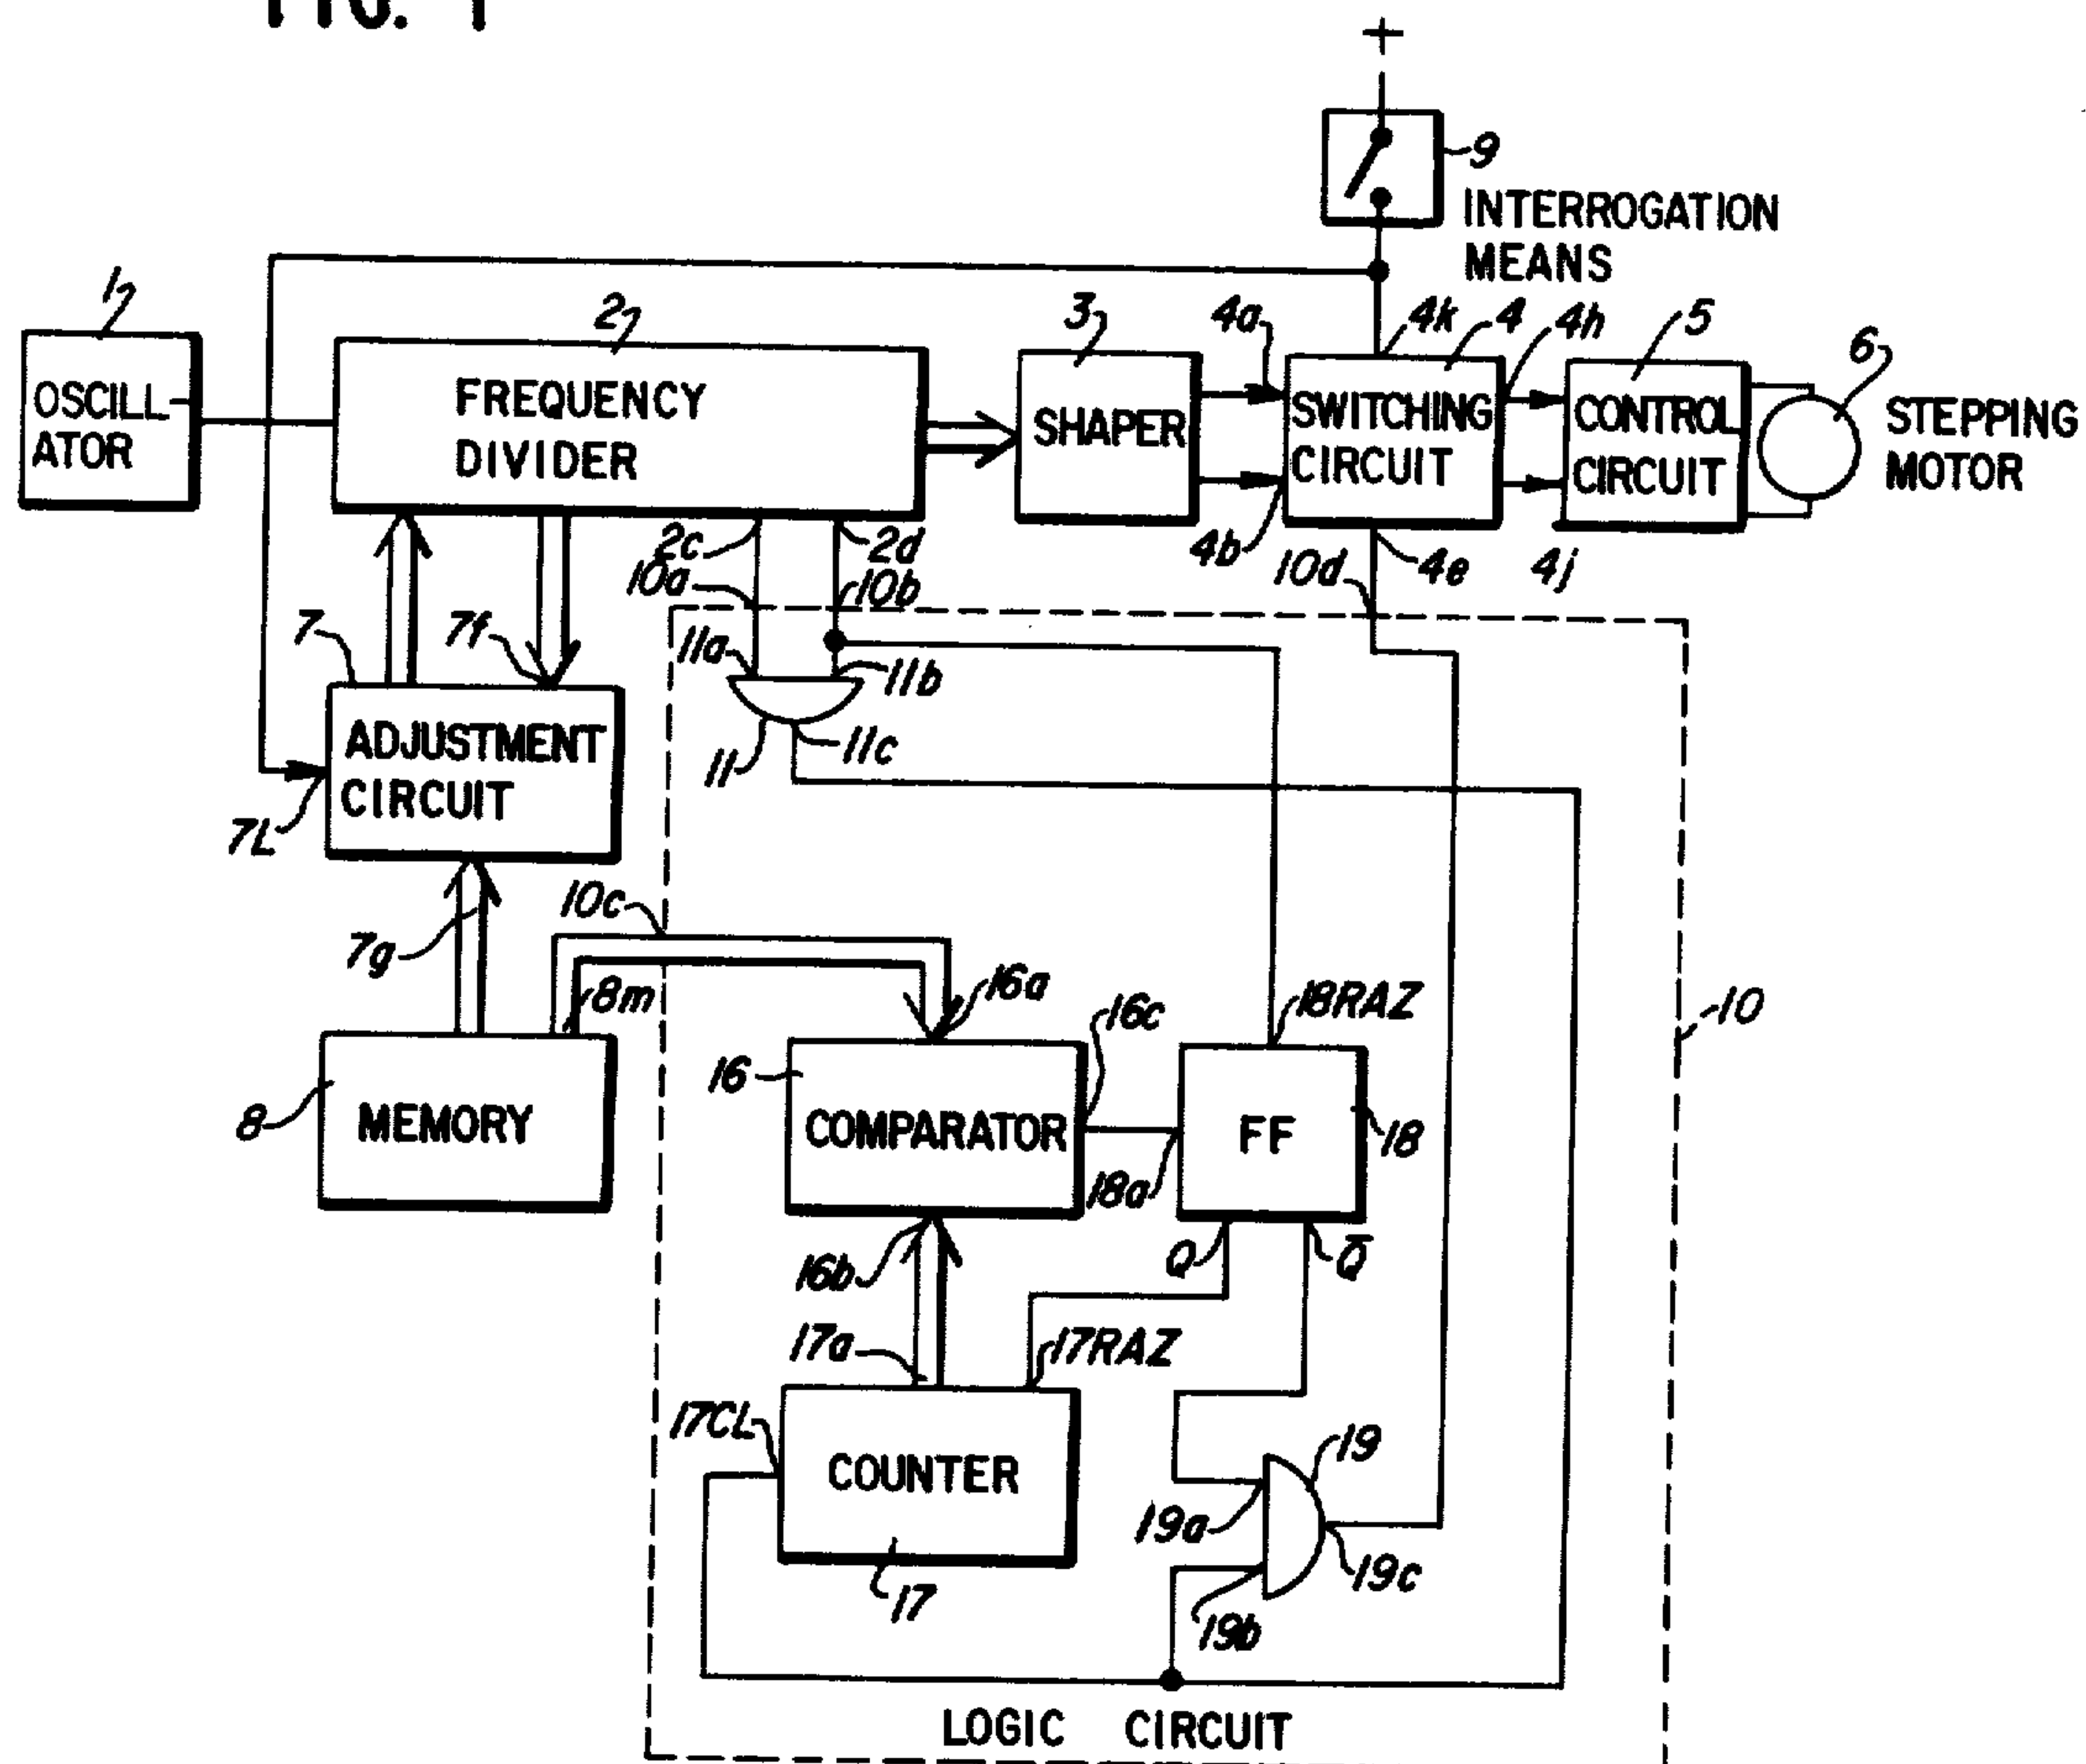 FIG. 1
+
9
INTERROGATION
MEANS
1
2
3
4a
4k
4
4h
5
6
OSCILL-
ATOR
FREQUENCY
DIVIDER
SHAPER
SWITCHING
CIRCUIT
CONTROL
CIRCUIT
STEPPING
MOTOR
2c
2d
4b
10d
4e
4j
10a
10b
7
7f
11a
11b
11
11c
ADJUSTMENT
CIRCUIT
7L
10c
7g
8m
16a
16c
18RAZ
10
16
8
MEMORY
COMPARATOR
FF
18
18a
16b
Q
Q̄
17a
17RAZ
17CL
COUNTER
19
19a
19c
17
19b
LOGIC CIRCUIT